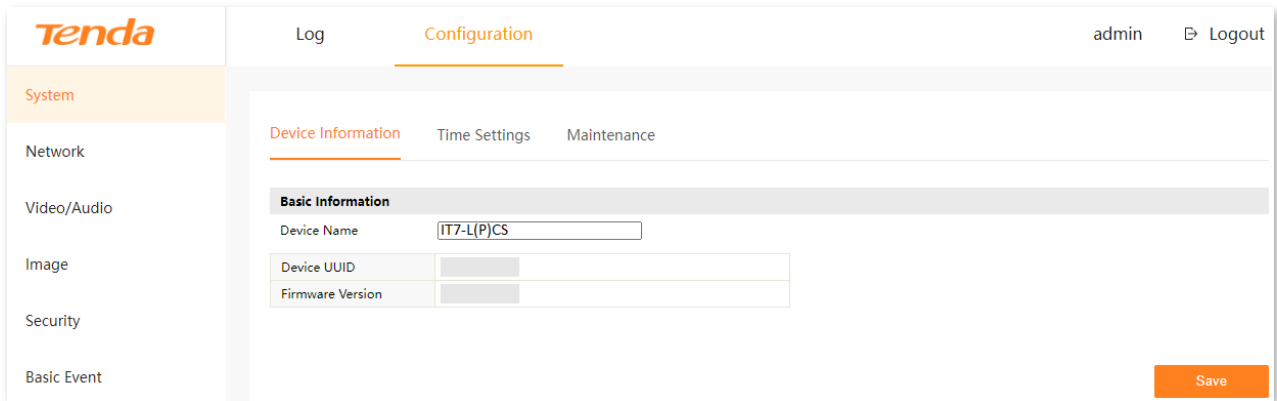 Tenda
Log Configuration admin Logout
System
Device Information Time Settings Maintenance
Network
Basic Information
Video/Audio
Device Name IT7-L(P)CS
Image
Device UUID
Firmware Version
Security
Basic Event
Save